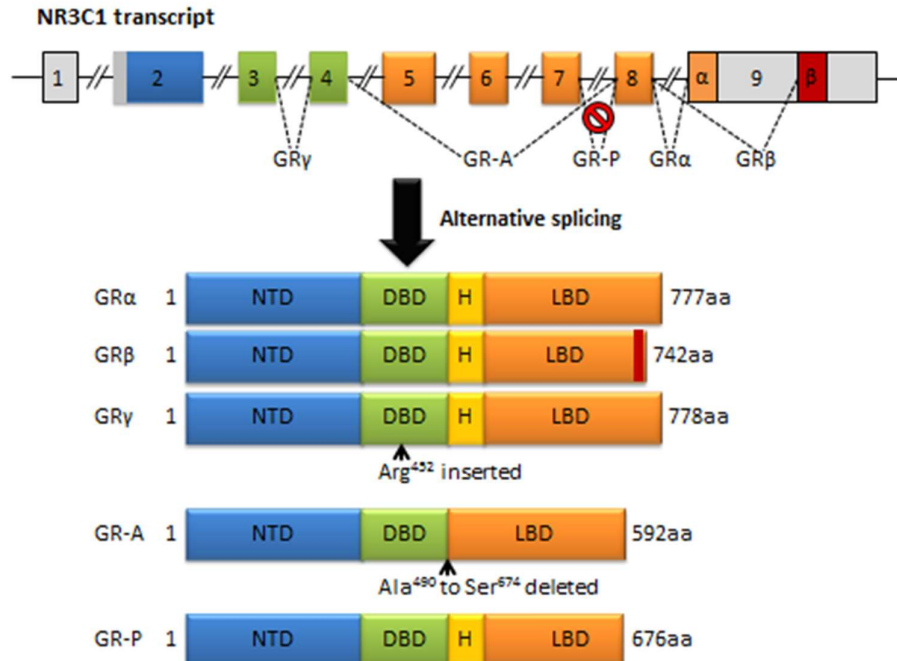 NR3C1 transcript
1 2 3 4 5 6 7 8 α 9 β
GRγ GR-A GR-P GRα GRβ
Alternative splicing
GRα 1 NTD DBD H LBD 777aa
GRβ 1 NTD DBD H LBD 742aa
GRγ 1 NTD DBD H LBD 778aa
Arg⁴⁵² inserted
GR-A 1 NTD DBD LBD 592aa
Ala⁴⁹⁰ to Ser⁶⁷⁴ deleted
GR-P 1 NTD DBD H LBD 676aa